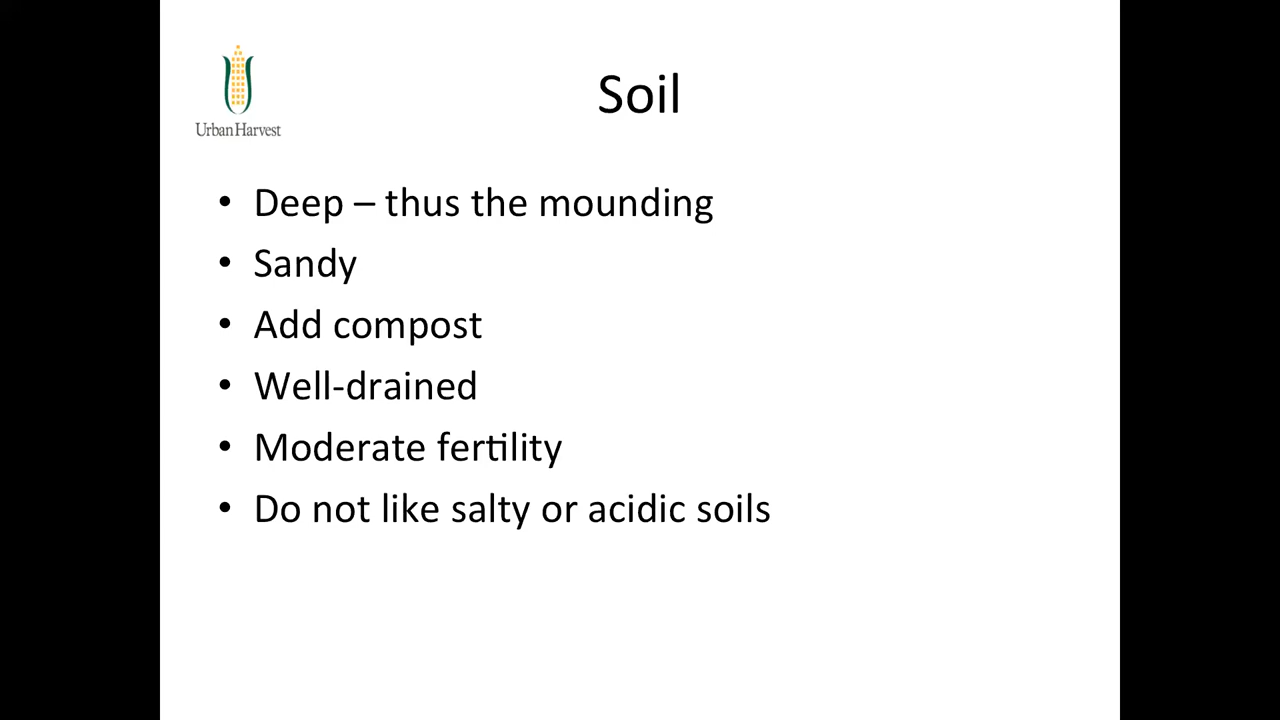 Urban Harvest
Soil
• Deep – thus the mounding
• Sandy
• Add compost
• Well-drained
• Moderate fertility
• Do not like salty or acidic soils